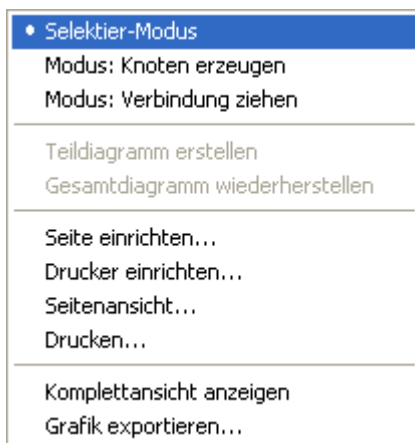 Selektier-Modus
Modus: Knoten erzeugen
Modus: Verbindung ziehen
Teildiagramm erstellen
Gesamtdiagramm wiederherstellen
Seite einrichten...
Drucker einrichten...
Seitenansicht...
Drucken...
Komplettansicht anzeigen
Grafik exportieren...